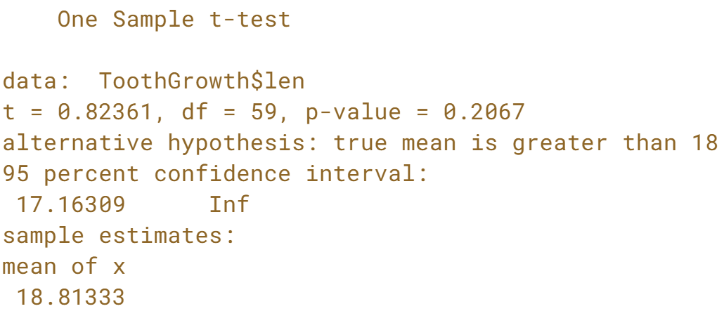 One Sample t-test
data:  ToothGrowth$len
t = 0.82361, df = 59, p-value = 0.2067
alternative hypothesis: true mean is greater than 18
95 percent confidence interval:
 17.16309      Inf
sample estimates:
mean of x
 18.81333